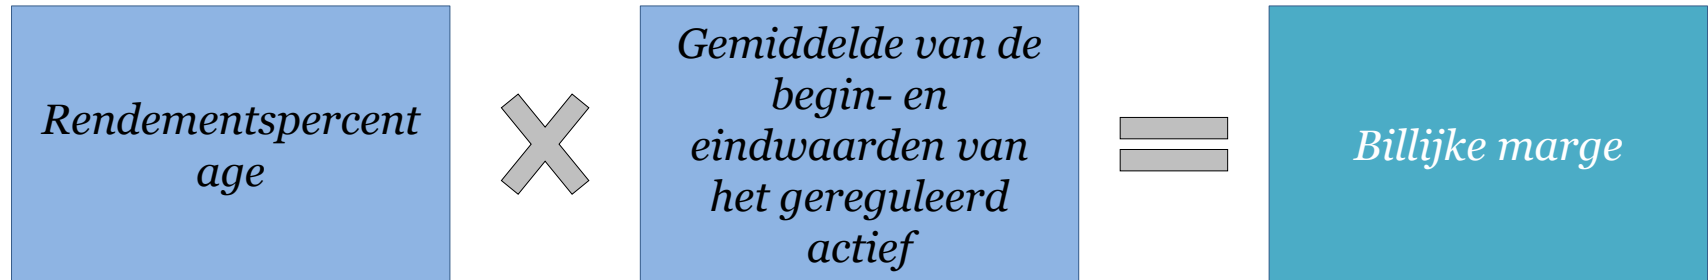 Rendementspercent
age
Gemiddelde van de
begin- en
eindwaarden van
het gereguleerd
actief
Billijke marge